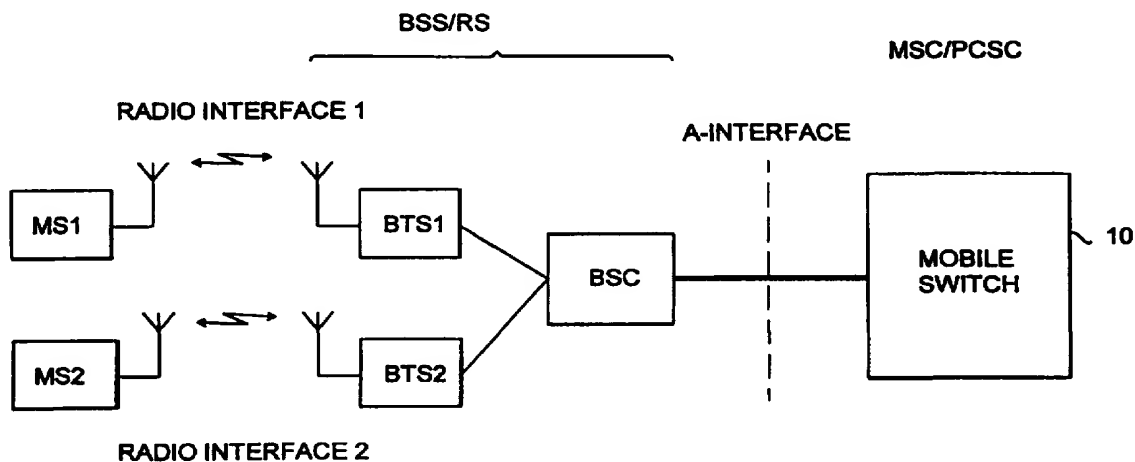 BSS/RS
MSC/PCSC
RADIO INTERFACE 1
A-INTERFACE
MS1
BTS1
BSC
MOBILE
SWITCH
10
MS2
BTS2
RADIO INTERFACE 2